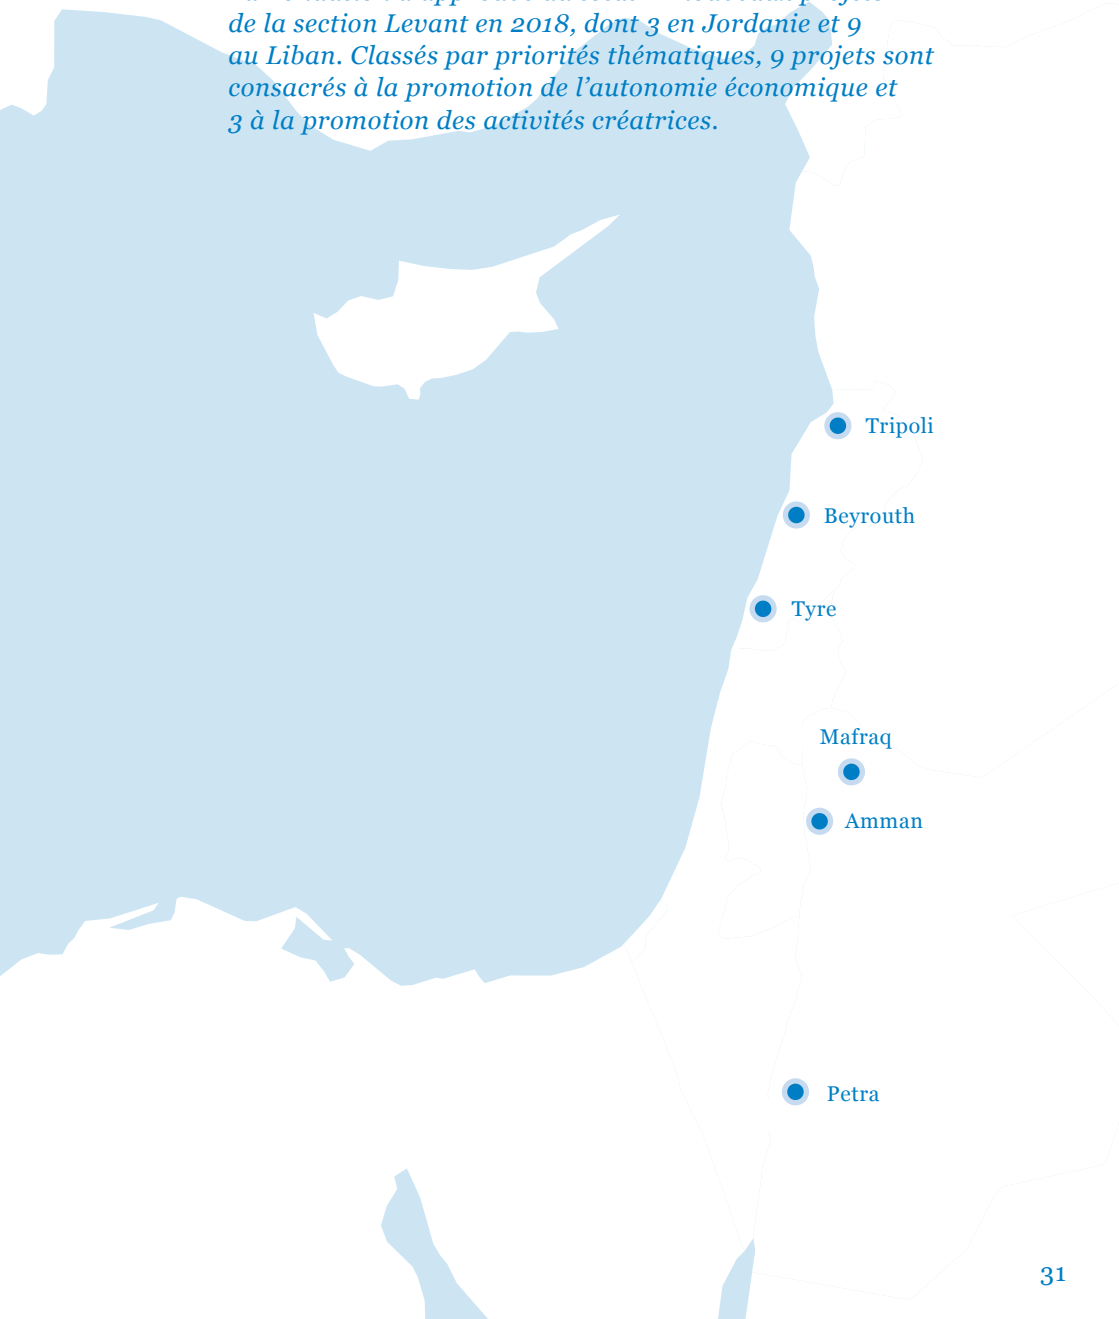 de la section Levant en 2018, dont 3 en Jordanie et 9
au Liban. Classés par priorités thématiques, 9 projets sont
consacrés à la promotion de l’autonomie économique et
3 à la promotion des activités créatrices.
Tripoli
Beyrouth
Tyre
Mafraq
Amman
Petra
31